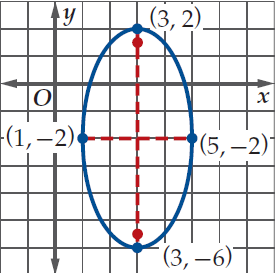 y
(3, 2)
O
x
(1, −2)
(5, −2)
(3, −6)